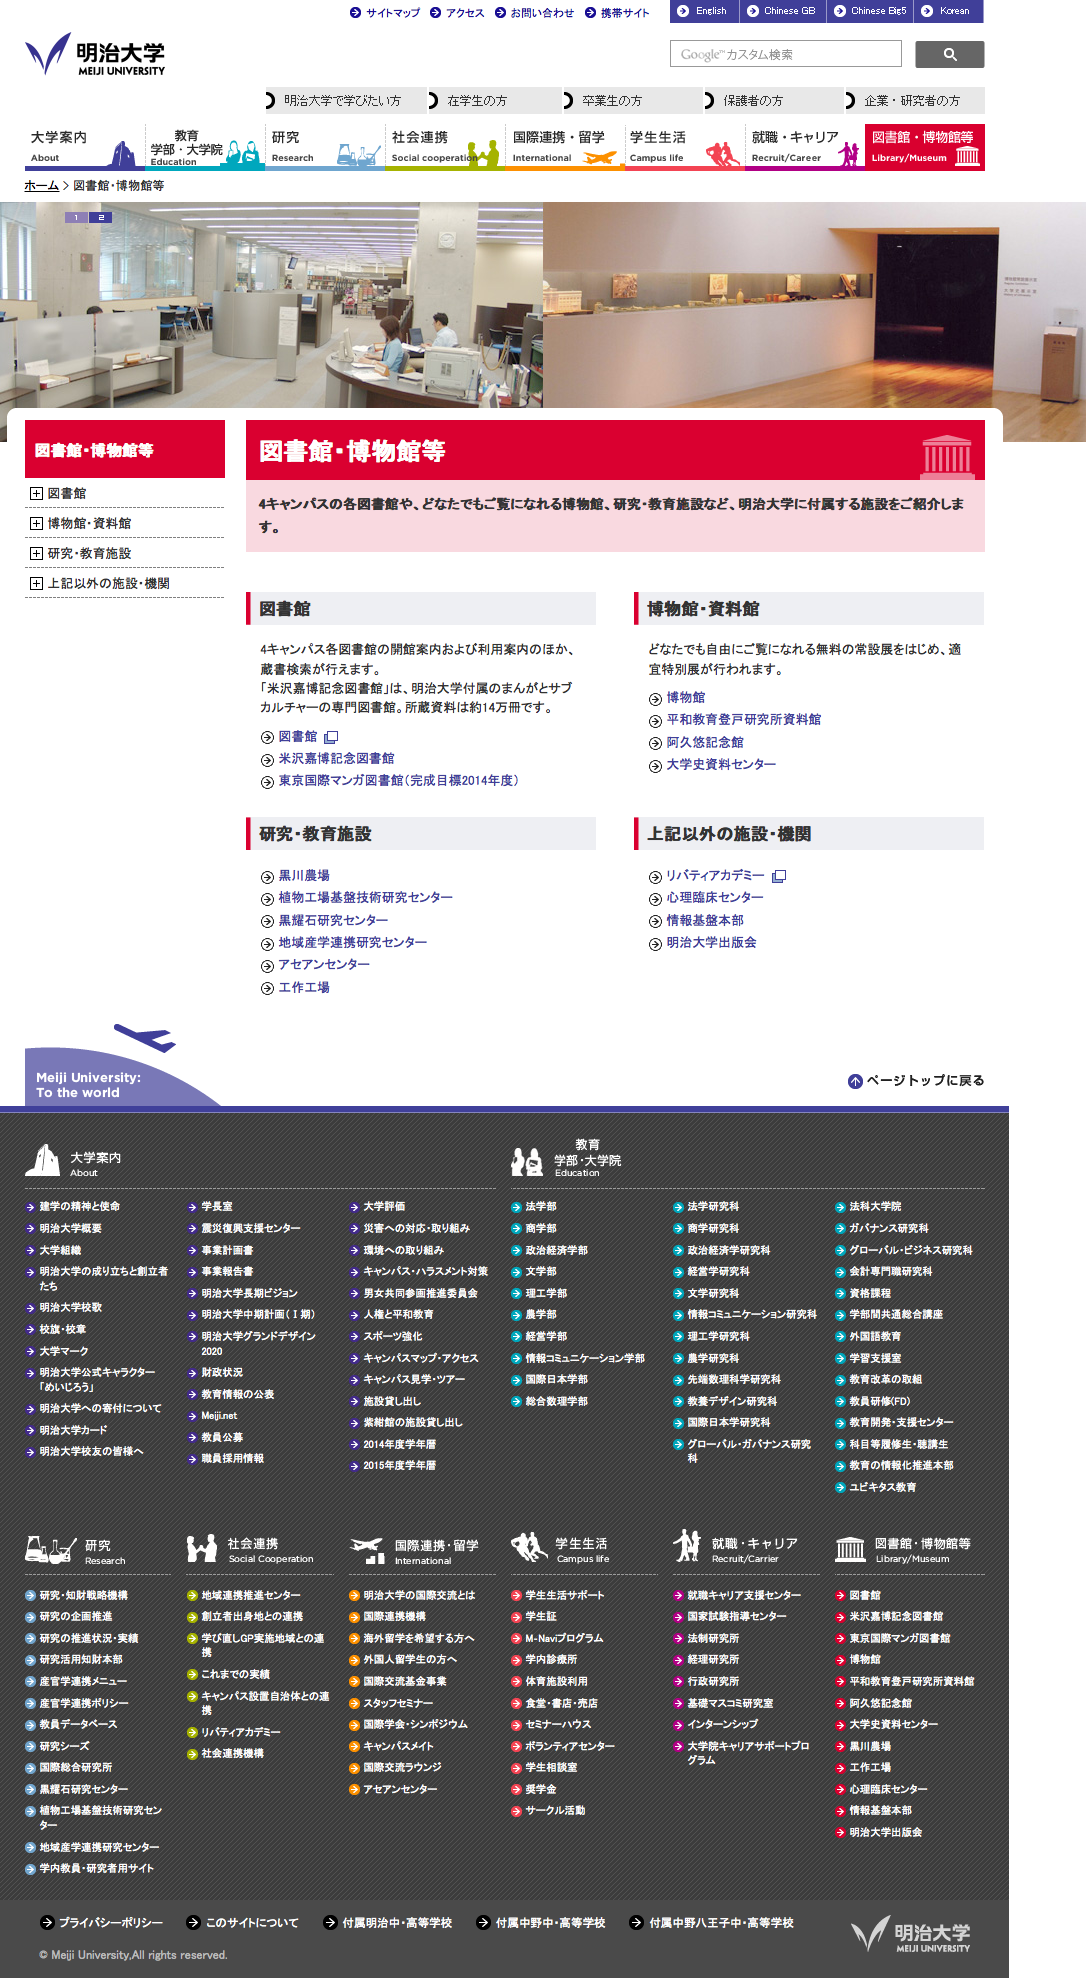 サイトマップ
アクセス
お問い合わせ
携帯サイト
English
Chinese GB
Chinese Big5
Korean
明治大学
MEIJI UNIVERSITY
Google™カスタム検索
明治大学で学びたい方
在学生の方
卒業生の方
保護者の方
企業・研究者の方
大学案内
About
教育
学部・大学院
Education
研究
Research
社会連携
Social cooperation
国際連携・留学
International
学生生活
Campus life
就職・キャリア
Recruit/Career
図書館・博物館等
Library/Museum
ホーム > 図書館・博物館等
1 2
図書館・博物館等
図書館
博物館・資料館
研究・教育施設
上記以外の施設・機関
図書館・博物館等
4キャンパスの各図書館や、どなたでもご覧になれる博物館、研究・教育施設など、明治大学に付属する施設をご紹介しま
す。
図書館
4キャンパス各図書館の開館案内および利用案内のほか、
蔵書検索が行えます。
「米沢嘉博記念図書館」は、明治大学付属のまんがとサブ
カルチャーの専門図書館。所蔵資料は約14万冊です。
図書館
米沢嘉博記念図書館
東京国際マンガ図書館(完成目標2014年度)
博物館・資料館
どなたでも自由にご覧になれる無料の常設展をはじめ、適
宜特別展が行われます。
博物館
平和教育登戸研究所資料館
阿久悠記念館
大学史資料センター
研究・教育施設
黒川農場
植物工場基盤技術研究センター
黒耀石研究センター
地域産学連携研究センター
アセアンセンター
工作工場
上記以外の施設・機関
リバティアカデミー
心理臨床センター
情報基盤本部
明治大学出版会
Meiji University:
To the world
ページトップに戻る
大学案内
About
建学の精神と使命
明治大学概要
大学組織
明治大学の成り立ちと創立者
たち
明治大学校歌
校旗・校章
大学マーク
明治大学公式キャラクター
「めいじろう」
明治大学への寄付について
明治大学カード
明治大学校友の皆様へ
学長室
震災復興支援センター
事業計画書
事業報告書
明治大学長期ビジョン
明治大学中期計画(Ⅰ期)
明治大学グランドデザイン
2020
財政状況
教育情報の公表
Meiji.net
教員公募
職員採用情報
大学評価
災害への対応・取り組み
環境への取り組み
キャンパス・ハラスメント対策
男女共同参画推進委員会
人権と平和教育
スポーツ強化
キャンパスマップ・アクセス
キャンパス見学・ツアー
施設貸し出し
紫紺館の施設貸し出し
2014年度学年暦
2015年度学年暦
教育
学部・大学院
Education
法学部
商学部
政治経済学部
文学部
理工学部
農学部
経営学部
情報コミュニケーション学部
国際日本学部
総合数理学部
法学研究科
商学研究科
政治経済学研究科
経営学研究科
文学研究科
情報コミュニケーション研究科
理工学研究科
農学研究科
先端数理科学研究科
教養デザイン研究科
国際日本学研究科
グローバル・ガバナンス研究
科
法科大学院
ガバナンス研究科
グローバル・ビジネス研究科
会計専門職研究科
資格課程
学部間共通総合講座
外国語教育
学習支援室
教育改革の取組
教員研修(FD)
教育開発・支援センター
科目等履修生・聴講生
教育の情報化推進本部
ユビキタス教育
研究
Research
研究・知財戦略機構
研究の企画推進
研究の推進状況・実績
研究活用知財本部
産官学連携メニュー
産官学連携ポリシー
教員データベース
研究シーズ
国際総合研究所
黒耀石研究センター
植物工場基盤技術研究セン
ター
地域産学連携研究センター
学内教員・研究者用サイト
社会連携
Social Cooperation
地域連携推進センター
創立者出身地との連携
学び直しGP実施地域との連
携
これまでの実績
キャンパス設置自治体との連
携
リバティアカデミー
社会連携機構
国際連携・留学
International
明治大学の国際交流とは
国際連携機構
海外留学を希望する方へ
外国人留学生の方へ
国際交流基金事業
スタッフセミナー
国際学会・シンポジウム
キャンパスメイト
国際交流ラウンジ
アセアンセンター
学生生活
Campus life
学生生活サポート
学生証
M-Naviプログラム
学内診療所
体育施設利用
食堂・書店・売店
セミナーハウス
ボランティアセンター
学生相談室
奨学金
サークル活動
就職・キャリア
Recruit/Carrier
就職キャリア支援センター
国家試験指導センター
法制研究所
経理研究所
行政研究所
基礎マスコミ研究室
インターンシップ
大学院キャリアサポートプロ
グラム
図書館・博物館等
Library/Museum
図書館
米沢嘉博記念図書館
東京国際マンガ図書館
博物館
平和教育登戸研究所資料館
阿久悠記念館
大学史資料センター
黒川農場
工作工場
心理臨床センター
情報基盤本部
明治大学出版会
プライバシーポリシー
このサイトについて
付属明治中・高等学校
付属中野中・高等学校
付属中野八王子中・高等学校
© Meiji University,All rights reserved.
明治大学
MEIJI UNIVERSITY